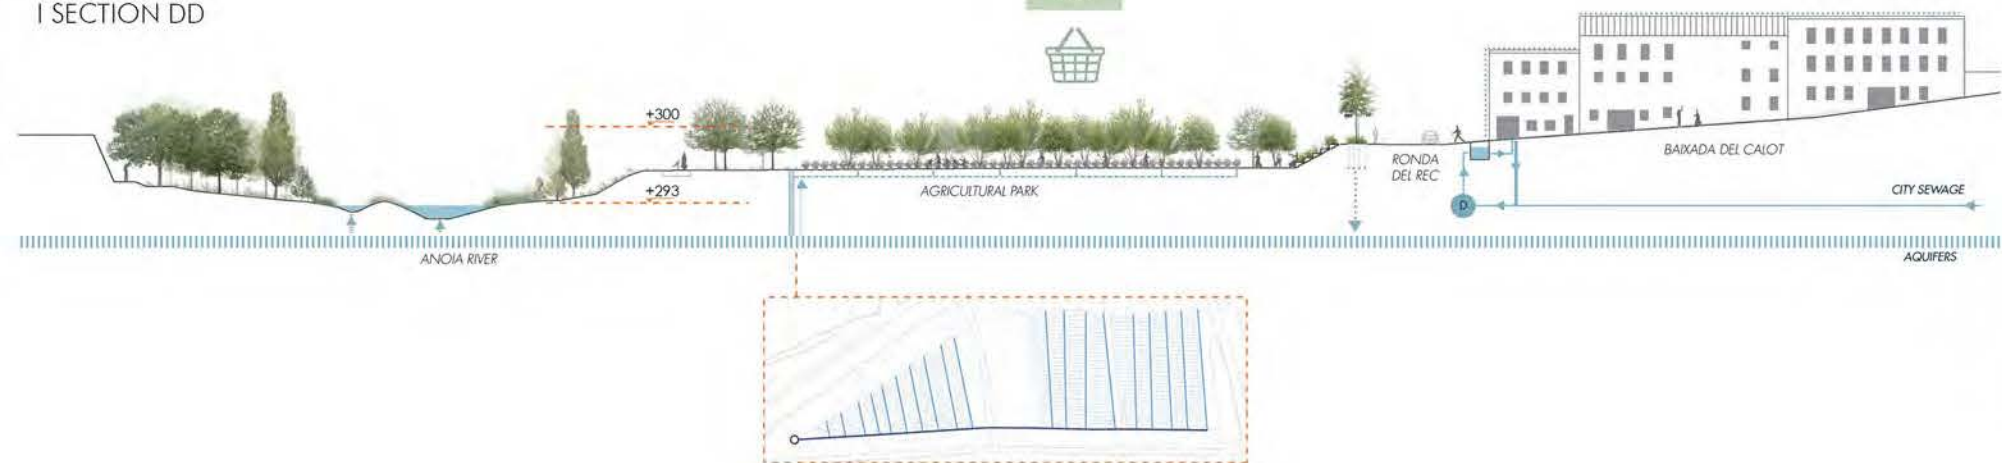 I SECTION DD
+300
+293
AGRICULTURAL PARK
RONDA
DEL REC
BAIXADA DEL CALOT
CITY SEWAGE
D
ANOIA RIVER
AQUIFERS